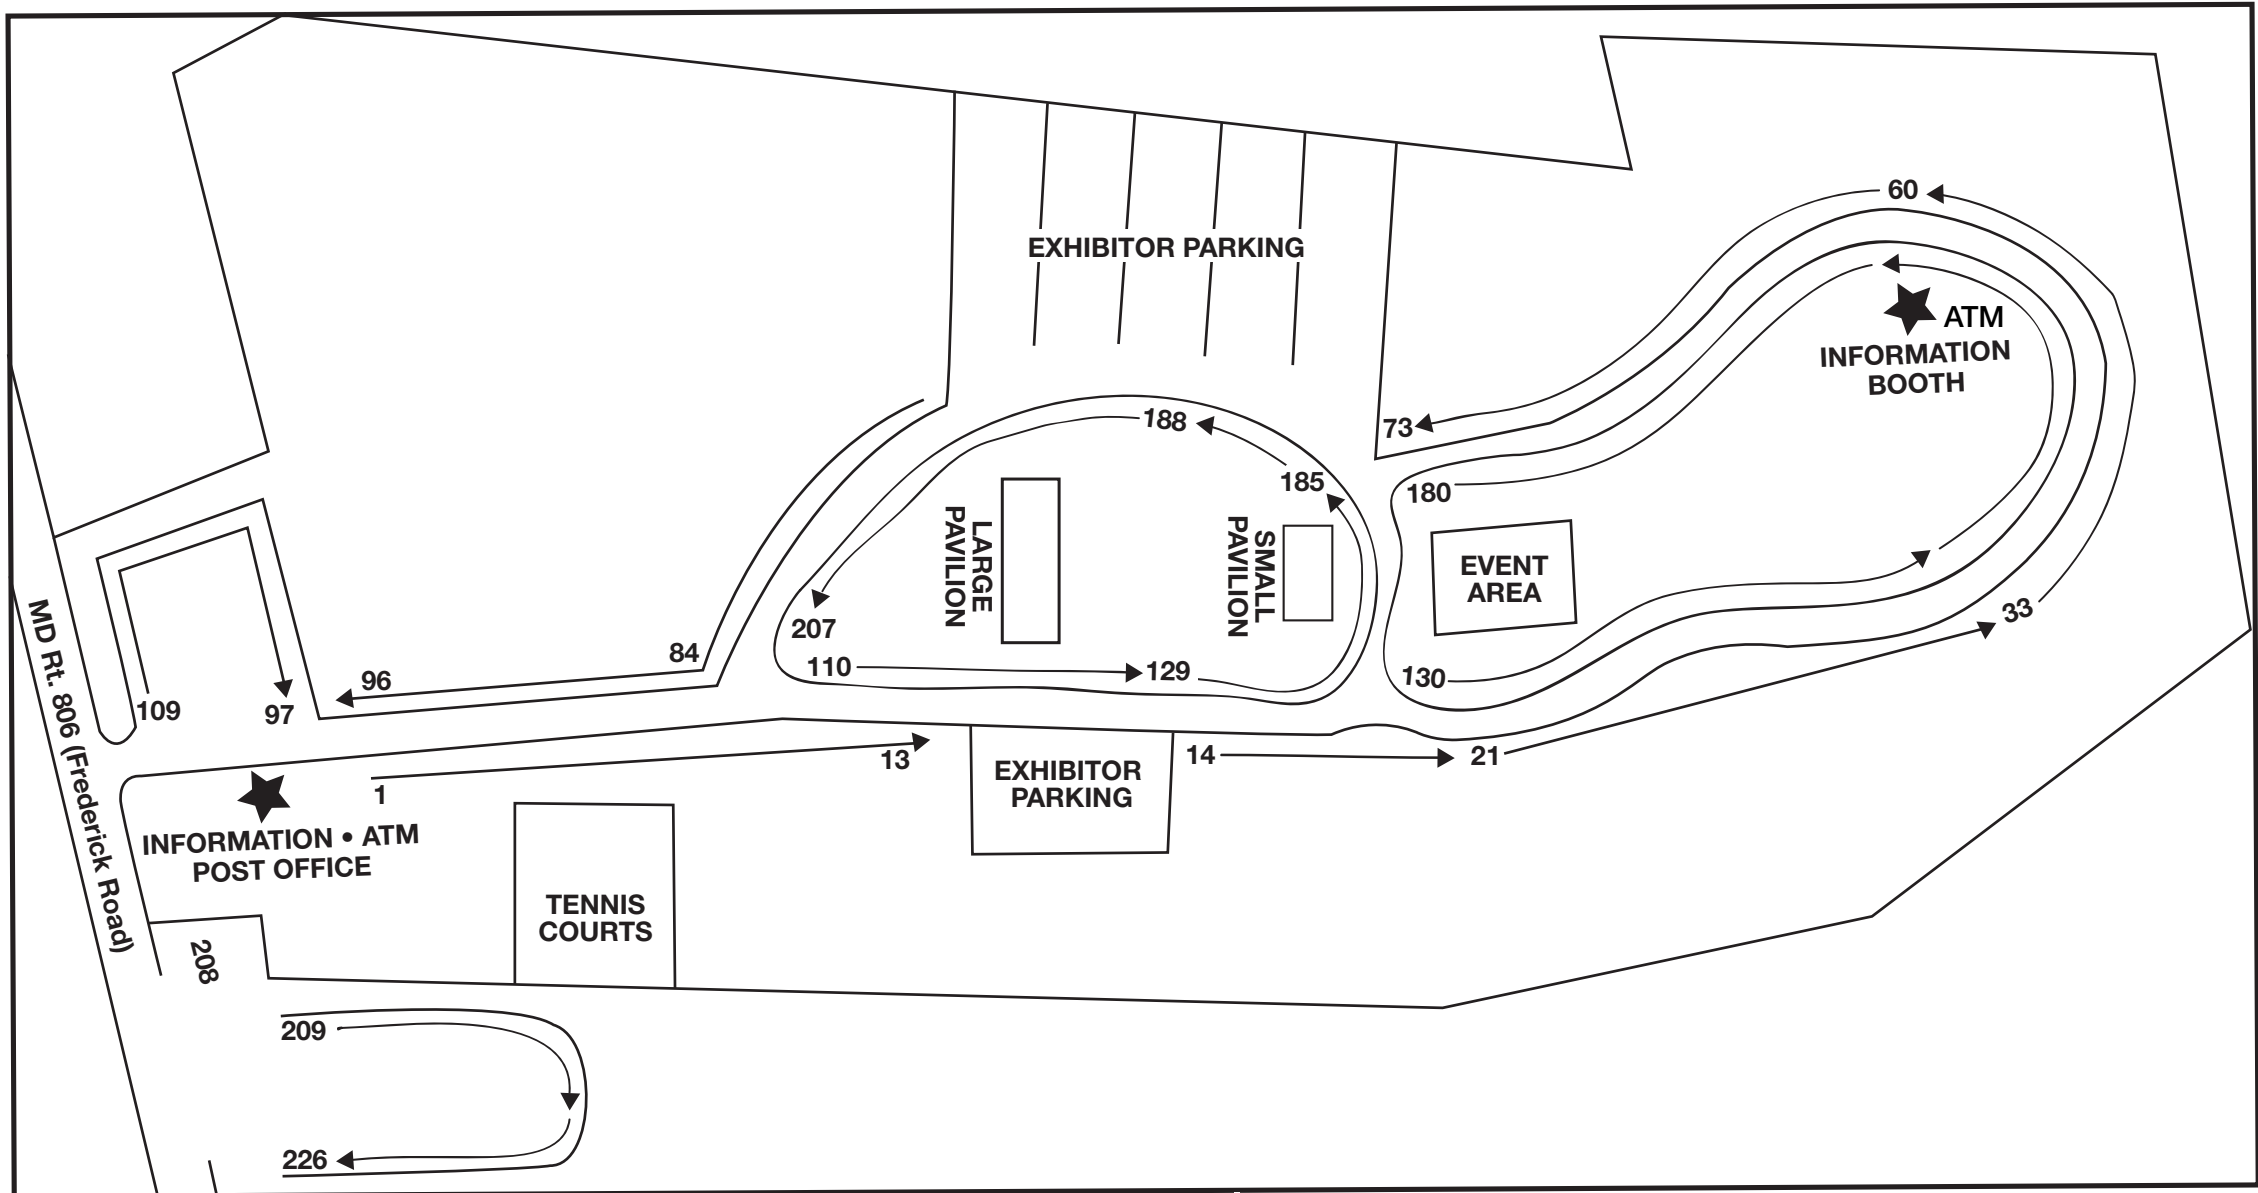 60
EXHIBITOR PARKING
ATM
INFORMATION
BOOTH
188
73
185
180
LARGE
PAVILION
SMALL
PAVILION
EVENT
AREA
207
33
84
110
129
130
96
109
97
MD Rt. 806 (Frederick Road)
13
14
21
EXHIBITOR
PARKING
1
INFORMATION • ATM
POST OFFICE
TENNIS
COURTS
208
209
226